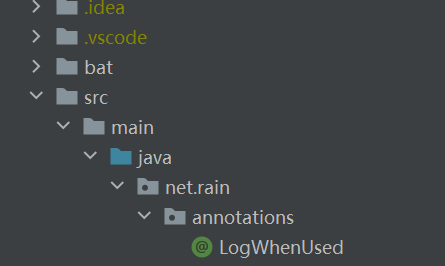 .idea
.vscode
bat
src
main
java
net.rain
annotations
LogWhenUsed